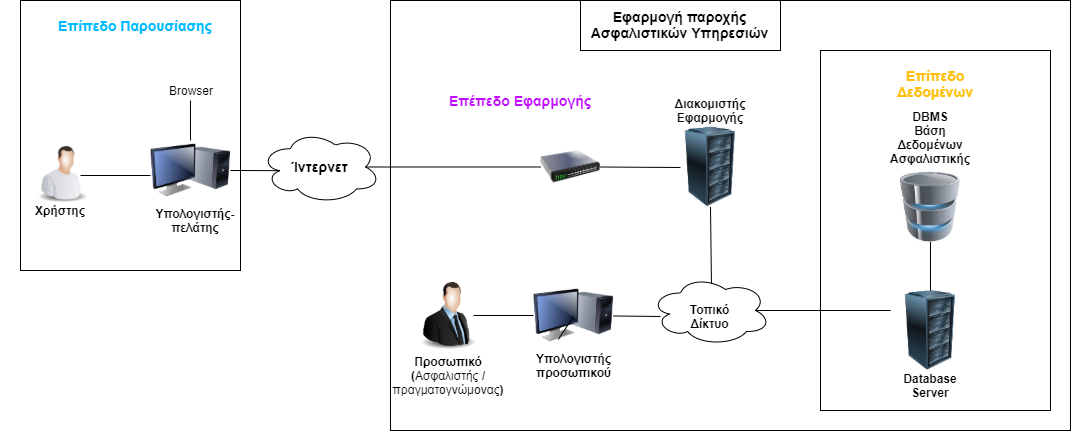 Επίπεδο Παρουσίασης
Browser
Χρήστης
Υπολογιστής-
πελάτης
Ίντερνετ
Εφαρμογή παροχής
Ασφαλιστικών Υπηρεσιών
Επέπεδο Εφαρμογής
Διακομιστής
Εφαρμογής
Προσωπικό
(Ασφαλιστής /
πραγματογνώμονας)
Υπολογιστής
προσωπικού
Τοπικό
Δίκτυο
Επίπεδο
Δεδομένων
DBMS
Βάση
Δεδομένων
Ασφαλιστικής
Database
Server